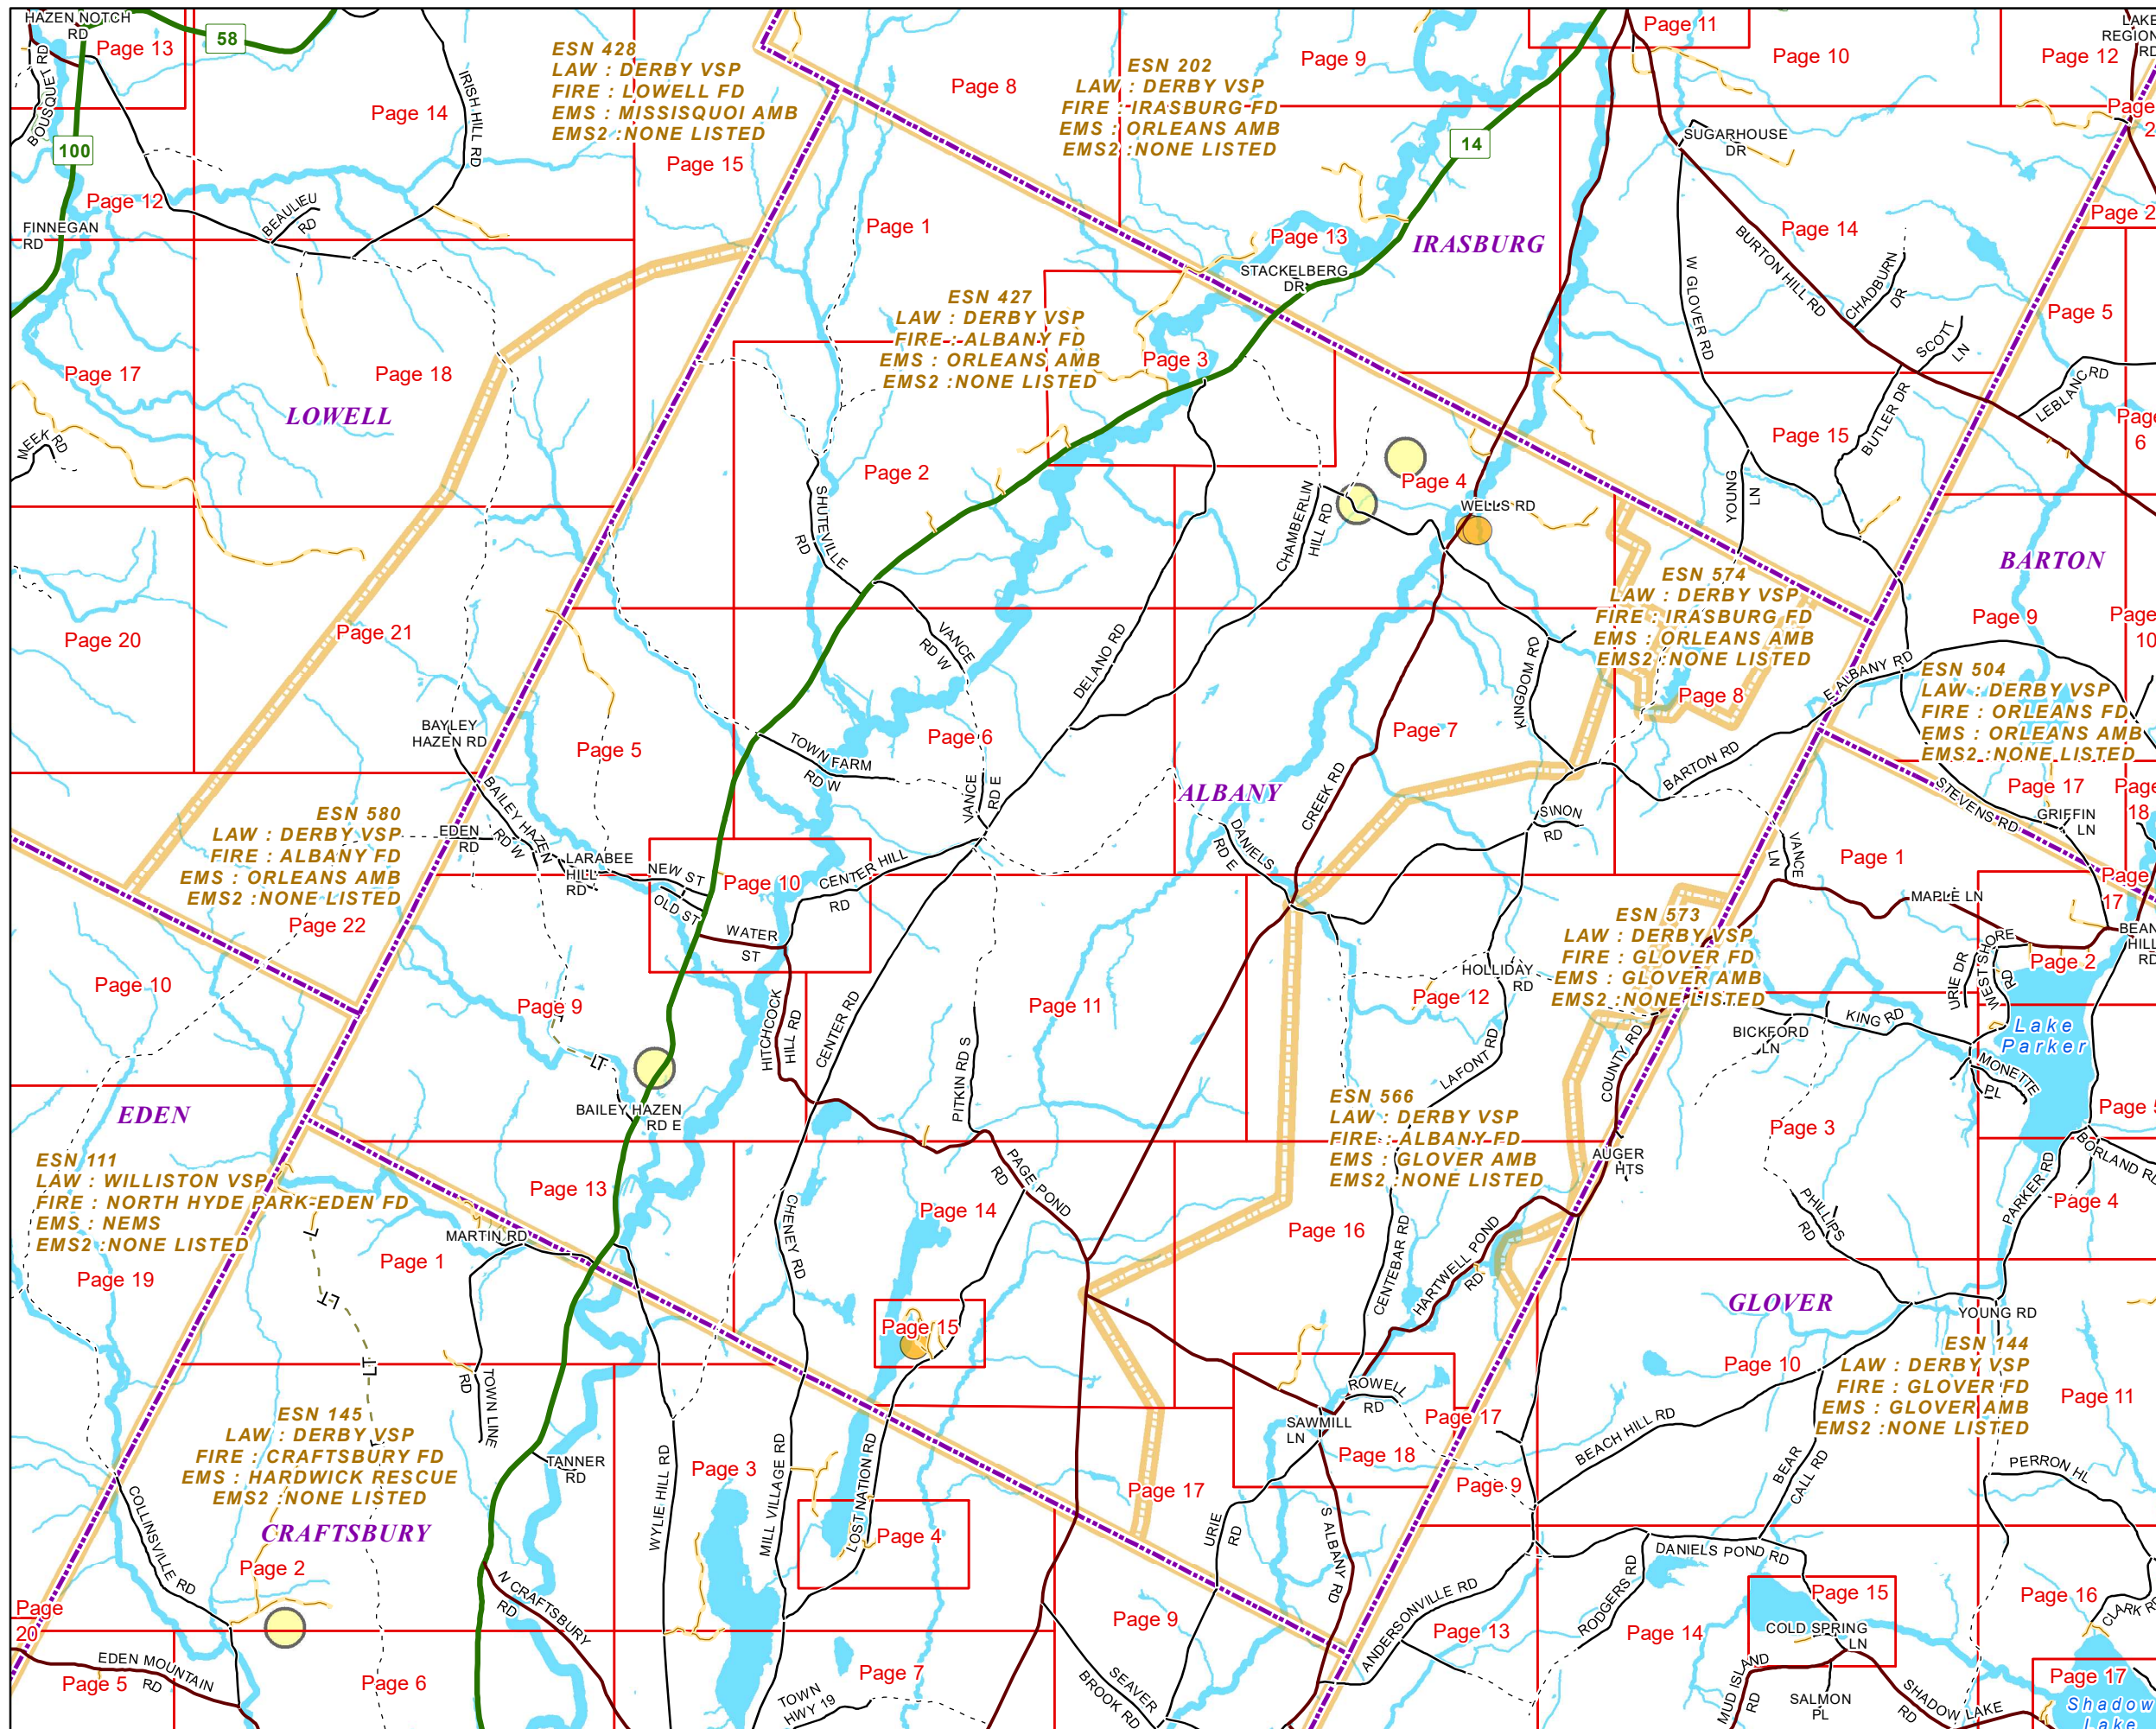 HAZEN NOTCH
RD
Page 13
58
BOUSQUET RD
100
Page 14
IRISH HILL RD
ESN 428
LAW : DERBY VSP
FIRE : LOWELL FD
EMS : MISSISQUOI AMB
EMS2 :NONE LISTED
Page 15
Page 8
ESN 202
LAW : DERBY VSP
FIRE : IRASBURG FD
EMS : ORLEANS AMB
EMS2 :NONE LISTED
Page 9
Page 11
Page 10
LAKE
REGION
RD
Page 12
Page
2
14
SUGARHOUSE
DR
Page 12
BEAULIEU
RD
FINNEGAN
RD
Page 1
Page 13
IRASBURG
STACKELBERG
DR
Page 14
Page 2
W GLOVER RD
BURTON HILL RD
CHADBURN
DR
SCOTT
LN
Page 5
ESN 427
LAW : DERBY VSP
FIRE : ALBANY FD
EMS : ORLEANS AMB
EMS2 :NONE LISTED
Page 3
Page 17
Page 18
LOWELL
MEEK RD
LEBLANC RD
BUTLER DR
Page 15
Page
6
Page 2
SHUTEVILLE
RD
Page 4
WELLS RD
CHAMBERLIN
HILL RD
YOUNG
LN
BARTON
ESN 574
LAW : DERBY VSP
FIRE : IRASBURG FD
EMS : ORLEANS AMB
EMS2 :NONE LISTED
Page 9
Page
10
Page 20
Page 21
VANCE
RD W
DELANO RD
KINGDOM RD
E ALBANY RD
Page 8
ESN 504
LAW : DERBY VSP
FIRE : ORLEANS FD
EMS : ORLEANS AMB
EMS2 :NONE LISTED
BAYLEY
HAZEN RD
Page 5
Page 6
Page 7
TOWN FARM
RD W
BARTON RD
VANCE
RD E
ALBANY
CREEK RD
Page 17
Page
18
STEVENS RD
GRIFFIN
LN
ESN 580
LAW : DERBY VSP
FIRE : ALBANY FD
EMS : ORLEANS AMB
EMS2 :NONE LISTED
BAILEY HAZEN
RD W
EDEN
RD
LARABEE
HILL
RD
NEW ST
OLD ST
Page 10
CENTER HILL
RD
DANIELS
RD E
SINON
RD
VANCE
LN
Page 1
Page
17
MAPLE LN
Page 22
WATER
ST
ESN 573
LAW : DERBY VSP
FIRE : GLOVER FD
EMS : GLOVER AMB
EMS2 :NONE LISTED
BEAN
HILL
RD
Page 2
WEST SHORE
RD
URIE DR
Page 10
Page 9
HITCHCOCK
HILL RD
CENTER RD
Page 11
HOLLIDAY
RD
Page 12
KING RD
BICKFORD
LN
Lake
Parker
MONETTE
PL
LT
BAILEY HAZEN
RD E
PITKIN RD S
LAFONT RD
COUNTY RD
EDEN
ESN 566
LAW : DERBY VSP
FIRE : ALBANY FD
EMS : GLOVER AMB
EMS2 :NONE LISTED
Page 3
Page 5
BORLAND RD
AUGER
HTS
ESN 111
LAW : WILLISTON VSP
FIRE : NORTH HYDE PARK-EDEN FD
EMS : NEMS
EMS2 :NONE LISTED
Page 13
PAGE POND
RD
Page 14
PARKER RD
Page 4
PHILLIPS
RD
Page 19
Page 1
MARTIN RD
CHENEY RD
Page 16
CENTEBAR RD
HARTWELL POND
RD
LT
GLOVER
YOUNG RD
Page 15
ESN 144
LAW : DERBY VSP
FIRE : GLOVER FD
EMS : GLOVER AMB
EMS2 :NONE LISTED
Page 10
Page 11
LT
TOWN LINE
RD
ROWELL
RD
SAWMILL
LN
Page 17
Page 18
BEACH HILL RD
ESN 145
LAW : DERBY VSP
FIRE : CRAFTSBURY FD
EMS : HARDWICK RESCUE
EMS2 :NONE LISTED
TANNER
RD
WYLIE HILL RD
Page 3
MILL VILLAGE RD
LOST NATION RD
Page 17
Page 9
BEAR
CALL RD
PERRON HL
CRAFTSBURY
COLLINSVILLE RD
Page 4
URIE
RD
S ALBANY RD
DANIELS POND RD
Page 2
N CRAFTSBURY
RD
ANDERSONVILLE RD
RODGERS RD
Page 15
Page 16
CLARK RD
Page
20
Page 9
Page 13
Page 14
COLD SPRING
LN
EDEN MOUNTAIN
RD
Page 5
Page 6
Page 7
TOWN
HWY 19
SEAVER
BROOK RD
MUD ISLAND
RD
SALMON
PL
SHADOW LAKE
RD
Page 17
Shadow
Lake